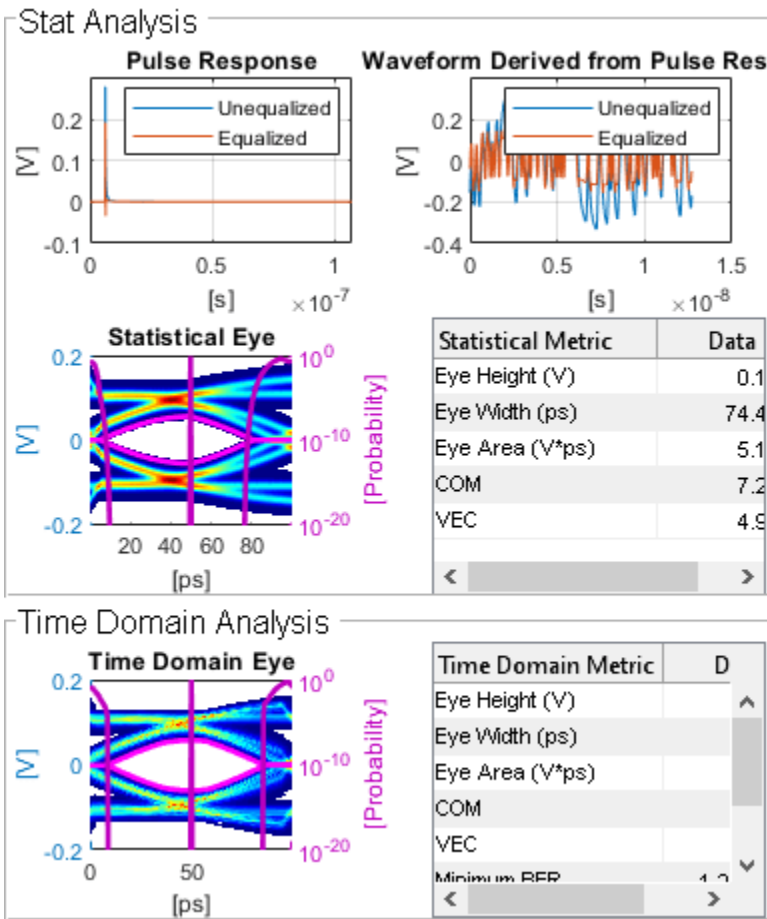 Stat Analysis
Pulse Response
Waveform Derived from Pulse Res
Unequalized
Equalized
[V]
0.2
0.1
0
-0.1
0
0.5
1
[s]
×10⁻⁷
Unequalized
Equalized
[V]
0.2
0
-0.2
-0.4
0
0.5
1
1.5
[s]
×10⁻⁸
Statistical Eye
[V]
0.2
0
-0.2
10⁰
10⁻¹⁰
10⁻²⁰
[Probability]
20 40 60 80
[ps]
Statistical Metric Data
Eye Height (V) 0.1
Eye Width (ps) 74.4
Eye Area (V*ps) 5.1
COM 7.2
VEC 4.9
Time Domain Analysis
Time Domain Eye
[V]
0.2
0
-0.2
10⁰
10⁻¹⁰
10⁻²⁰
[Probability]
0 50
[ps]
Time Domain Metric D
Eye Height (V)
Eye Width (ps)
Eye Area (V*ps)
COM
VEC
Minimum BER